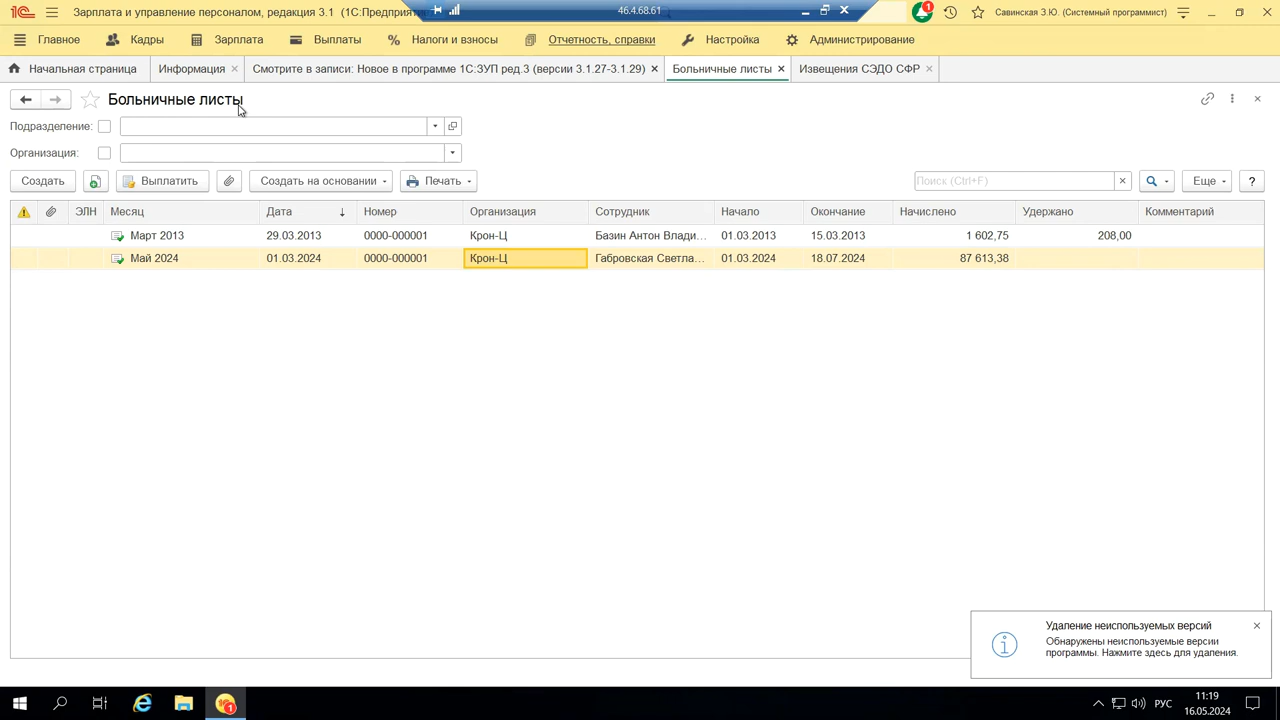 Зарплата и управление персоналом, редакция 3.1 (1С:Предприятие
46.4.68.61
1
Савинская З.Ю. (Системный программист)
Главное
Кадры
Зарплата
Выплаты
Налоги и взносы
Отчетность, справки
Настройка
Администрирование
Начальная страница
Информация
Смотрите в записи: Новое в программе 1С:ЗУП ред.3 (версии 3.1.27-3.1.29)
Больничные листы
Извещения СЭДО СФР
Больничные листы
Подразделение:
Организация:
Создать
Выплатить
Создать на основании
Печать
Поиск (Ctrl+F)
Еще
?
ЭЛН Месяц Дата ↓ Номер Организация Сотрудник Начало Окончание Начислено Удержано Комментарий
Март 2013 29.03.2013 0000-000001 Крон-Ц Базин Антон Влади... 01.03.2013 15.03.2013 1 602,75 208,00
Май 2024 01.03.2024 0000-000001 Крон-Ц Габровская Светла... 01.03.2024 18.07.2024 87 613,38
Удаление неиспользуемых версий
Обнаружены неиспользуемые версии
программы. Нажмите здесь для удаления.
1
РУС
11:19
16.05.2024